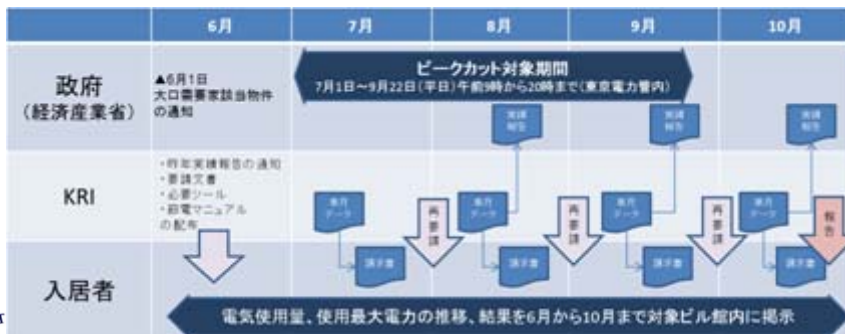 6月 7月 8月 9月 10月
政府
(経済産業省)
▲6月1日
大口需要家該当物件
の通知
ピークカット対象期間
7月1日～9月22日(平日)午前9時から20時まで(東京電力管内)
実績
報告
実績
報告
実績
報告
KRI
・昨年実績報告の通知
・要請文書
・必要ツール
・節電マニュアル
の配布
当月
データ
再要請
当月
データ
再要請
当月
データ
再要請
当月
データ
報告
請求書
請求書
請求書
請求書
入居者
電気使用量、使用最大電力の推移、結果を6月から10月まで対象ビル館内に掲示